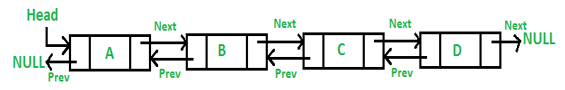 Head
Next Next Next Next
A B C D
NULL NULL
Prev Prev Prev Prev